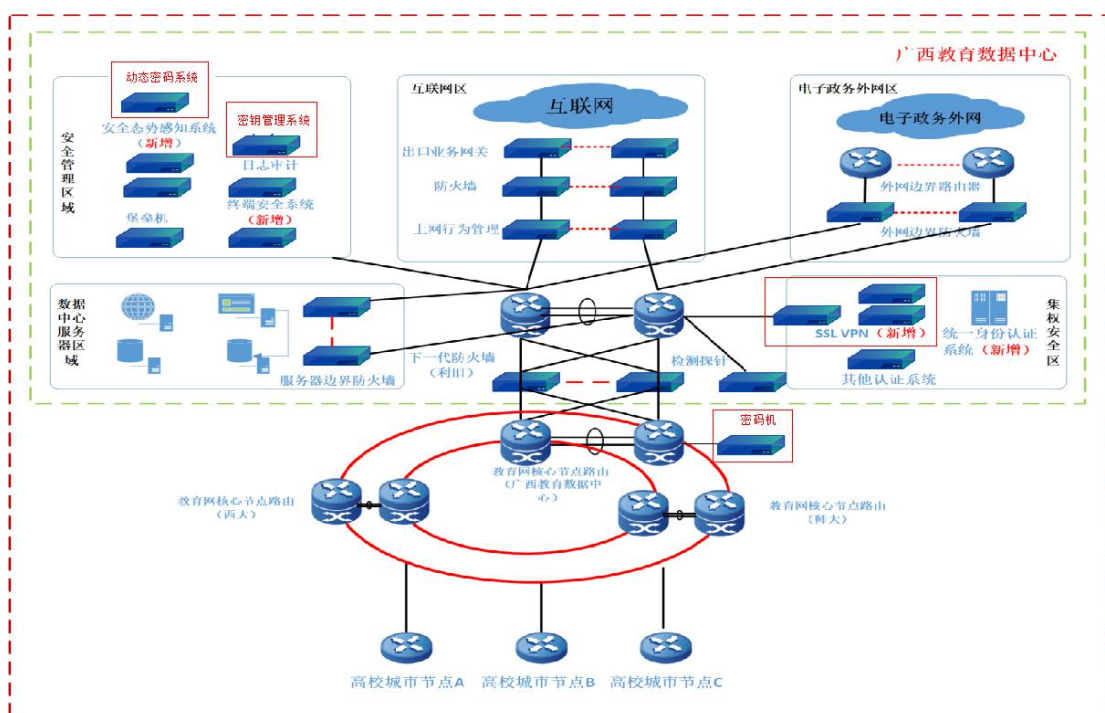 广西教育数据中心
动态密码系统
安全态势感知系统
（新增）
密钥管理系统
日志审计
安全管理区域
堡垒机
终端安全系统
（新增）
互联网区
互联网
出口业务网关
防火墙
上网行为管理
电子政务外网区
电子政务外网
外网边界路由器
外网边界防火墙
数据
中心服务
器区域
服务器边界防火墙
下一代防火墙
（利旧）
检测探针
SSL VPN（新增）
统一身份认证
系统（新增）
其他认证系统
集权安全区
密码机
教育网核心节点路由
（广西教育数据中
心）
教育网核心节点路由
（西大）
教育网核心节点路由
（师大）
高校城市节点A
高校城市节点B
高校城市节点C